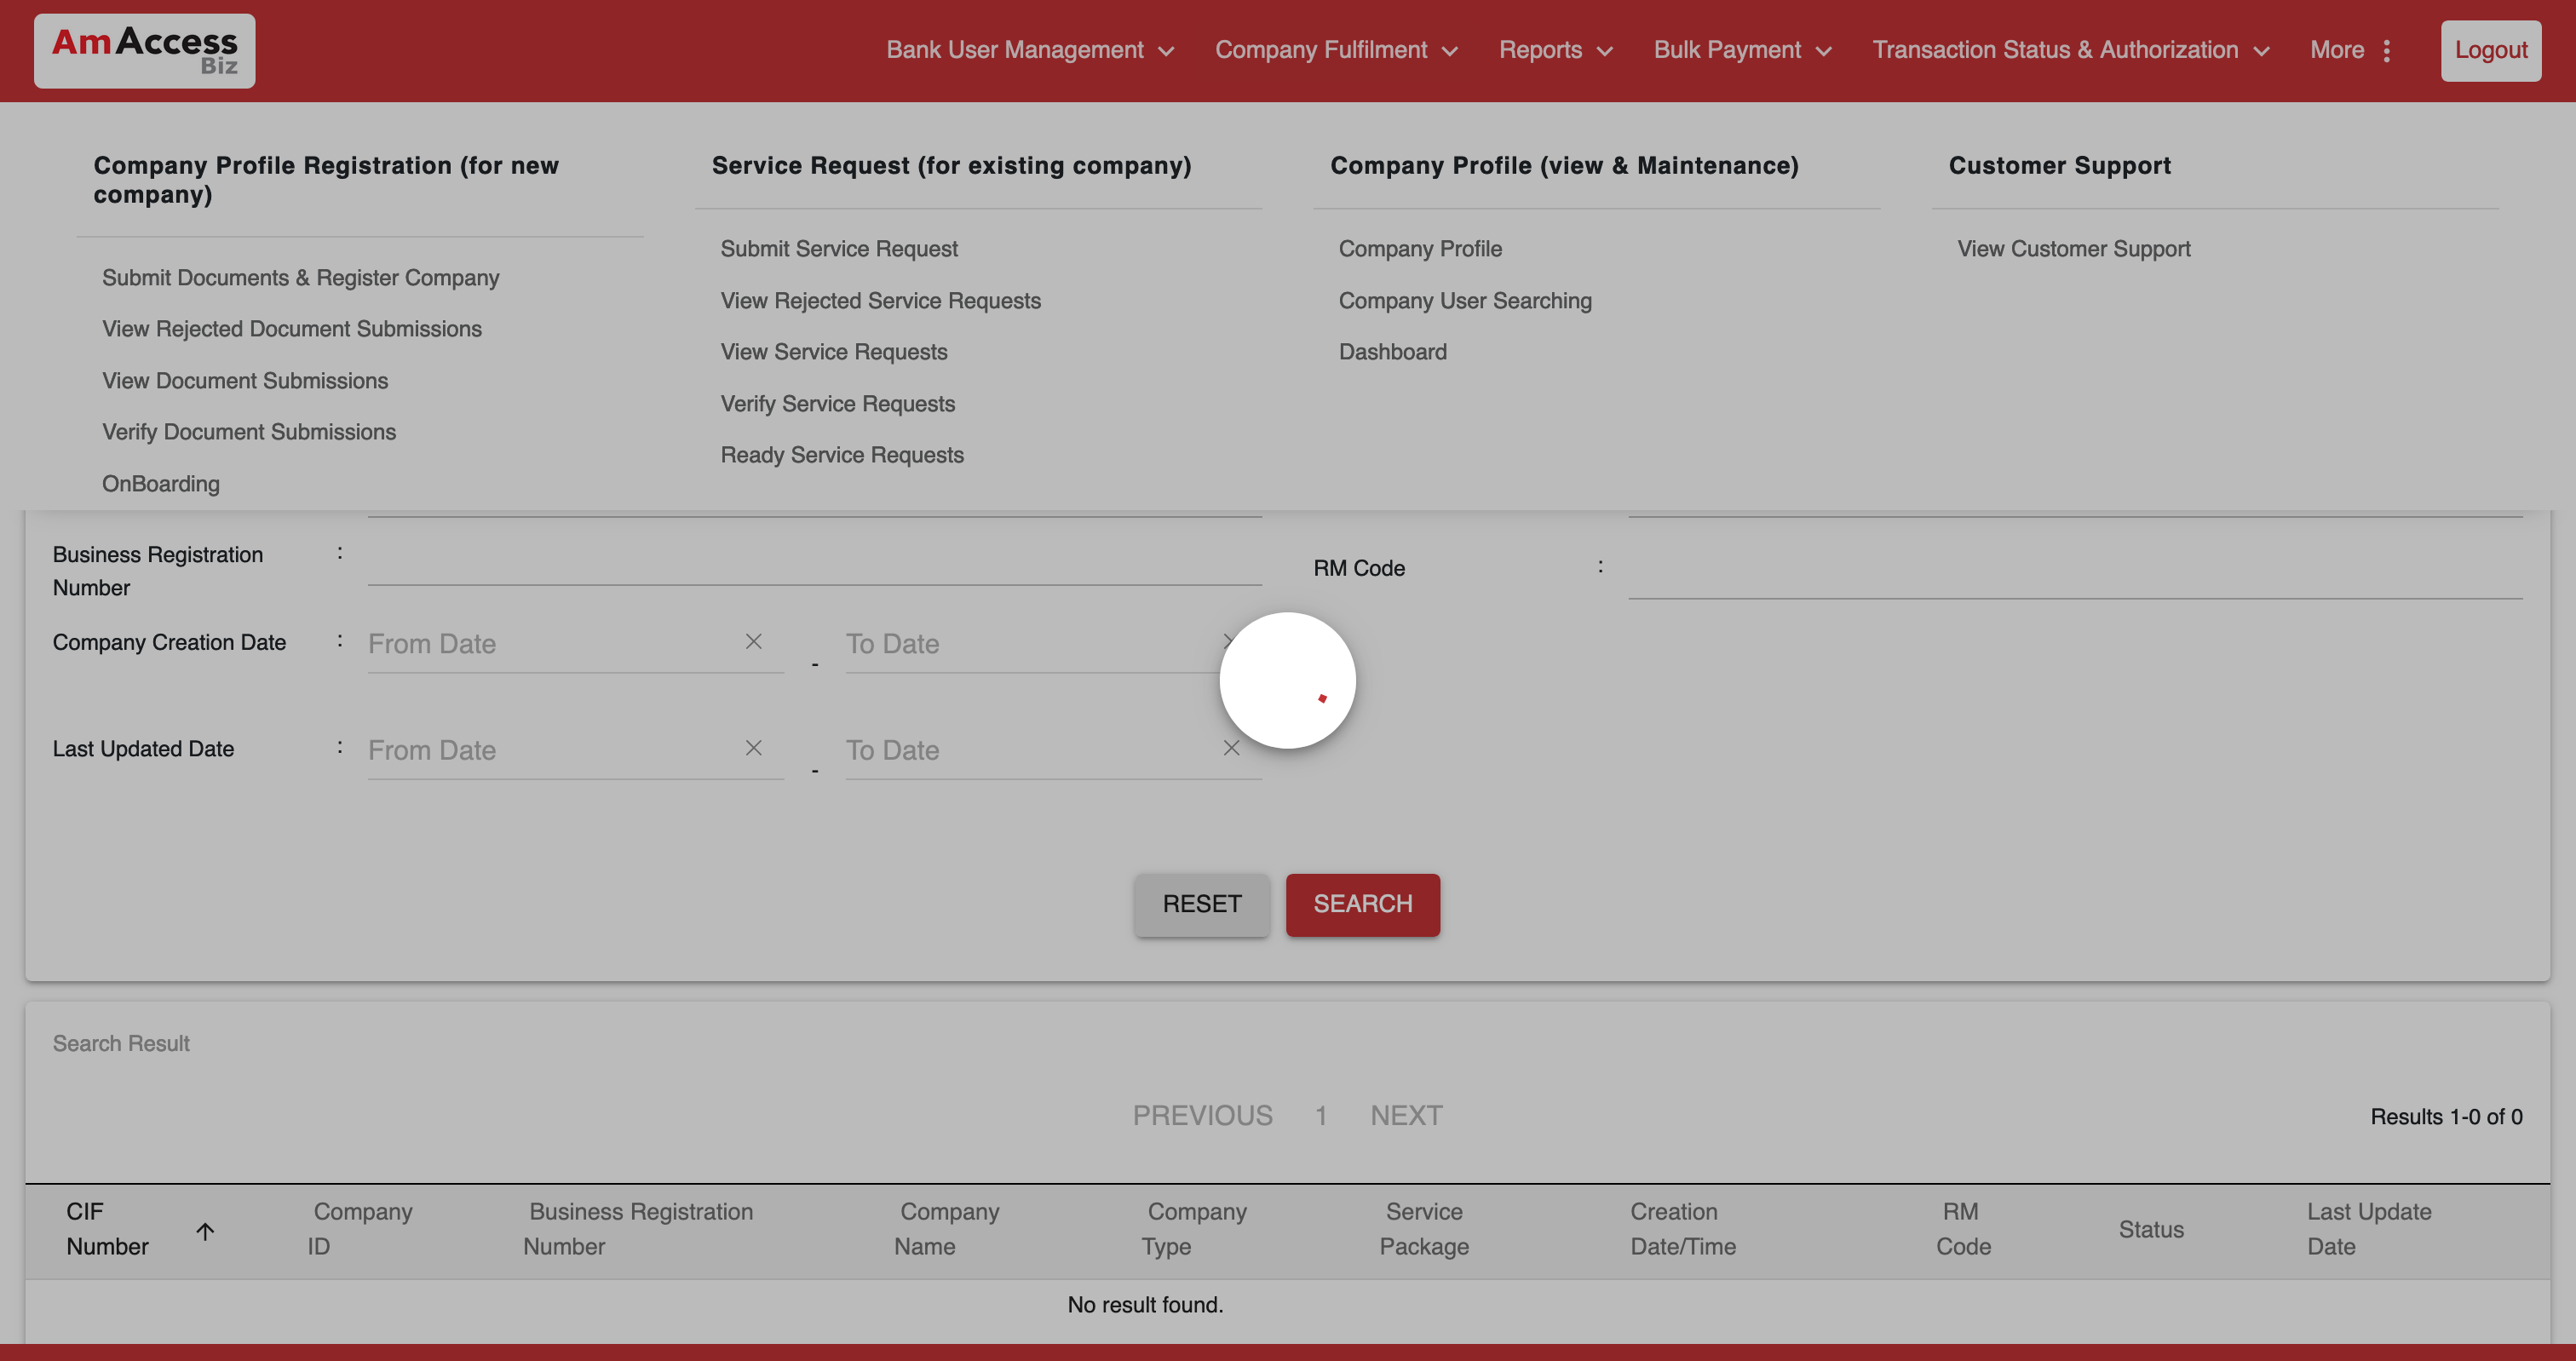 AmAccess
Biz
Bank User Management
Company Fulfilment
Reports
Bulk Payment
Transaction Status & Authorization
More
Logout
Company Profile Registration (for new
company)
Submit Documents & Register Company
View Rejected Document Submissions
View Document Submissions
Verify Document Submissions
OnBoarding
Service Request (for existing company)
Submit Service Request
View Rejected Service Requests
View Service Requests
Verify Service Requests
Ready Service Requests
Company Profile (view & Maintenance)
Company Profile
Company User Searching
Dashboard
Customer Support
View Customer Support
Business Registration
Number
:
RM Code
:
Company Creation Date
:
From Date
-
To Date
Last Updated Date
:
From Date
-
To Date
RESET
SEARCH
Search Result
PREVIOUS 1 NEXT
Results 1-0 of 0
CIF
Number
Company
ID
Business Registration
Number
Company
Name
Company
Type
Service
Package
Creation
Date/Time
RM
Code
Status
Last Update
Date
No result found.